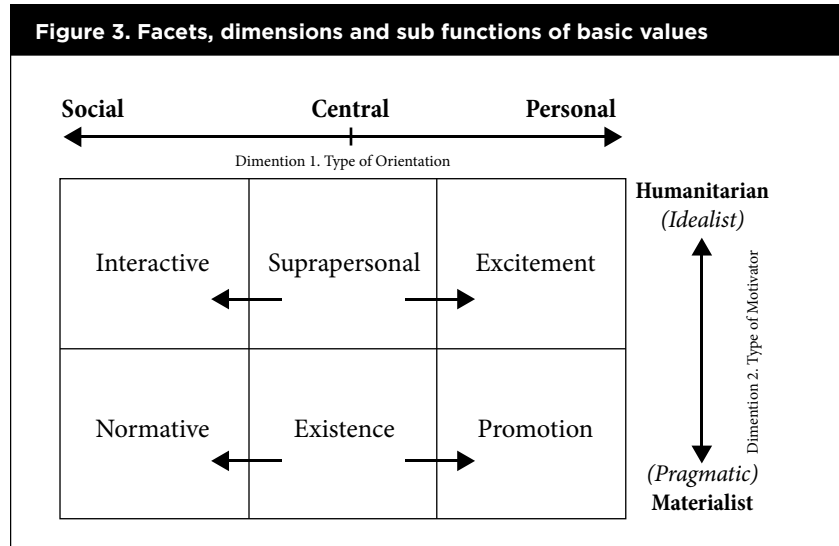 Figure 3. Facets, dimensions and sub functions of basic values
Social Central Personal
Dimention 1. Type of Orientation
Humanitarian
(Idealist)
Interactive Suprapersonal Excitement
Dimention 2. Type of Motivator
Normative Existence Promotion
(Pragmatic)
Materialist